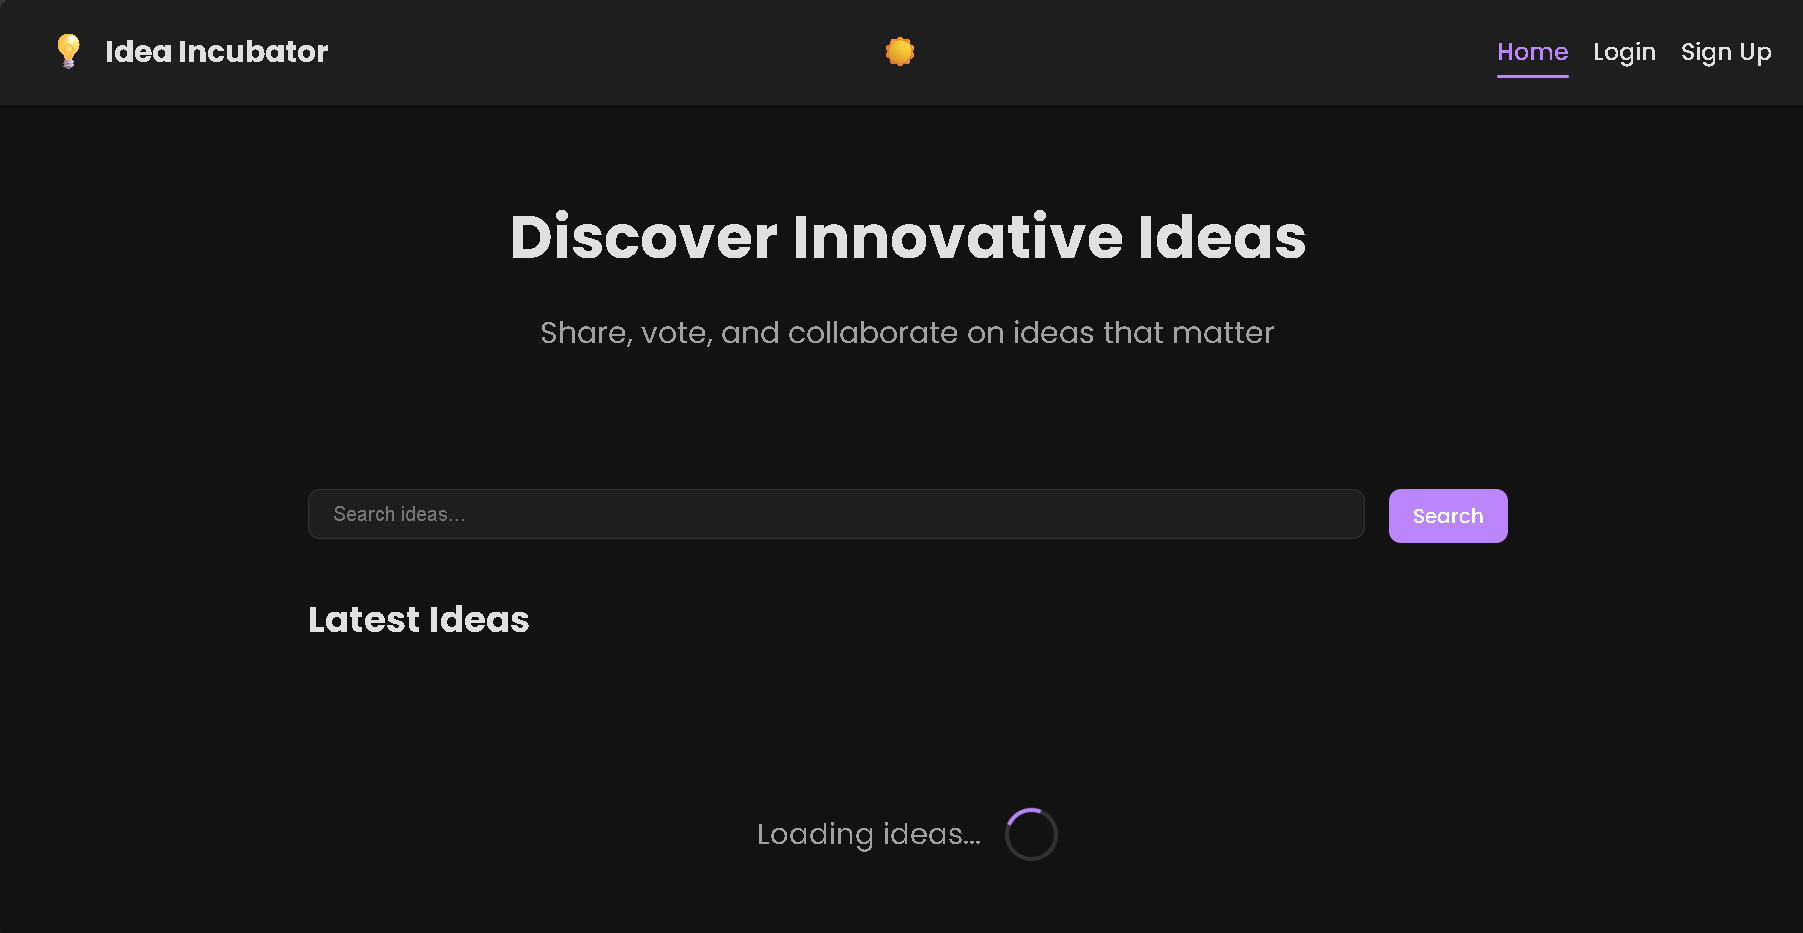 Idea Incubator
Home Login Sign Up
Discover Innovative Ideas
Share, vote, and collaborate on ideas that matter
Search ideas...
Search
Latest Ideas
Loading ideas...